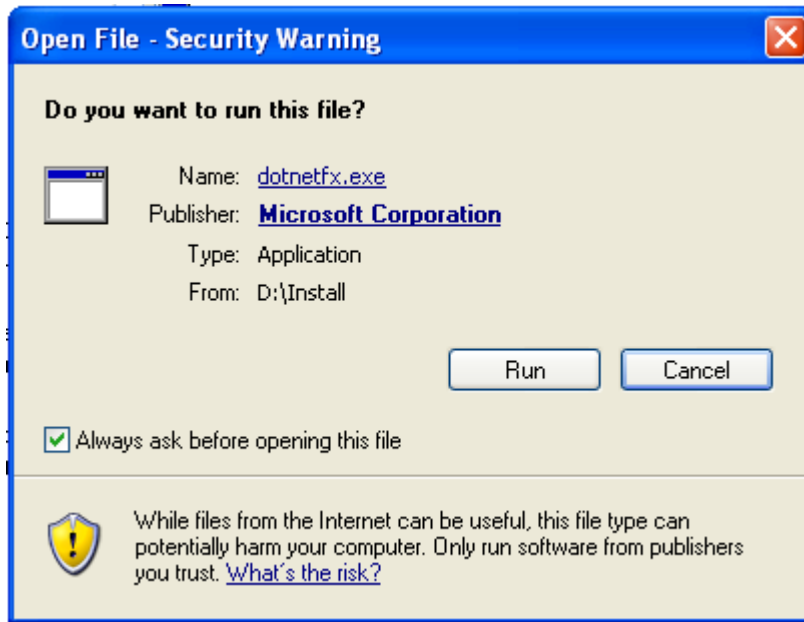 Open File - Security Warning
Do you want to run this file?
Name: dotnetfx.exe
Publisher: Microsoft Corporation
Type: Application
From: D:\Install
Run Cancel
Always ask before opening this file
While files from the Internet can be useful, this file type can
potentially harm your computer. Only run software from publishers
you trust. What's the risk?